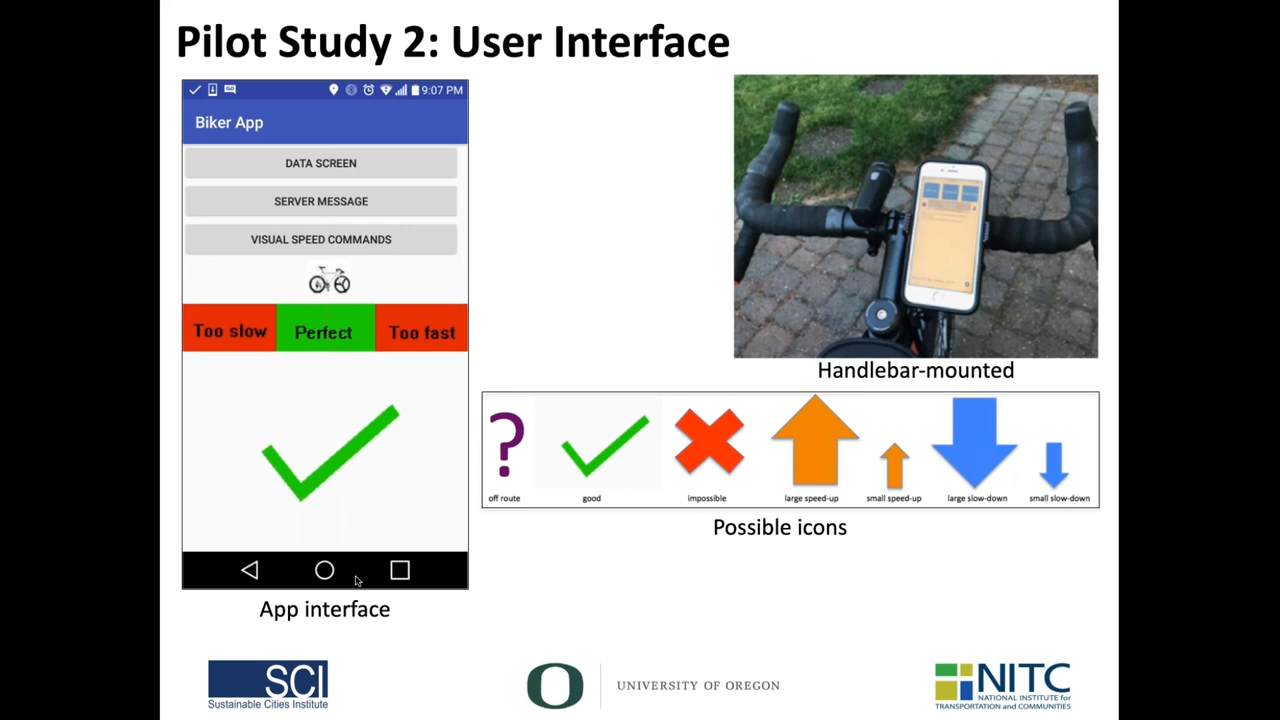 Pilot Study 2: User Interface
9:07 PM
Biker App
DATA SCREEN
SERVER MESSAGE
VISUAL SPEED COMMANDS
Too slow
Perfect
Too fast
App interface
Handlebar-mounted
?
off route
good
impossible
large speed-up
small speed-up
large slow-down
small slow-down
Possible icons
SCI
Sustainable Cities Institute
O
UNIVERSITY OF OREGON
NITC
NATIONAL INSTITUTE for
TRANSPORTATION and COMMUNITIES